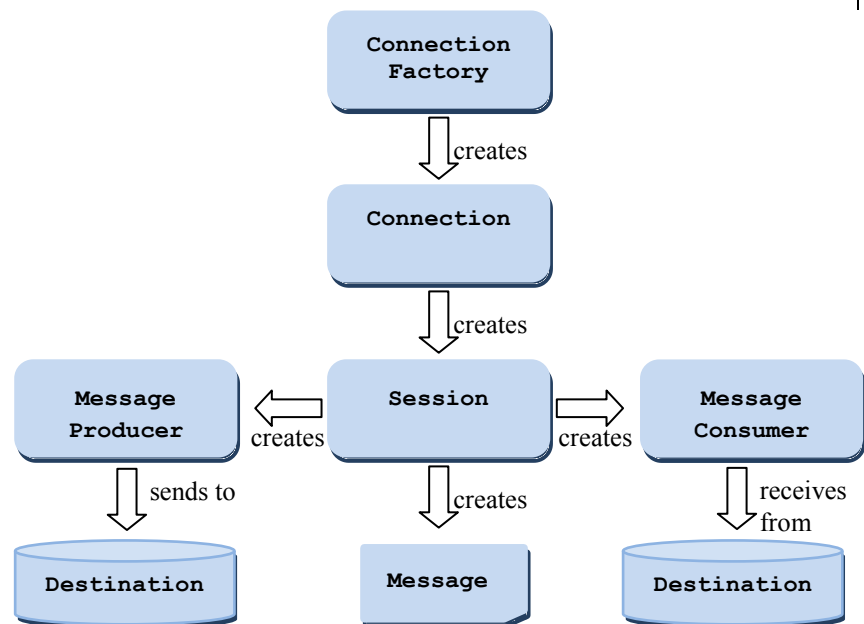 Connection
Factory
creates
Connection
creates
Message
Producer
creates
Session
creates
Message
Consumer
sends to
creates
receives
from
Destination
Message
Destination